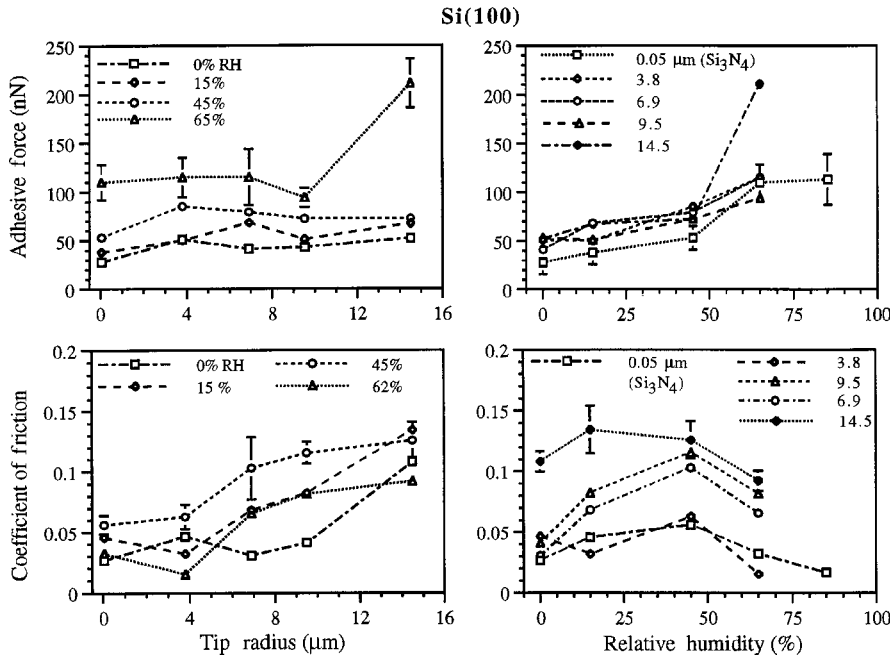 Si(100)
Adhesive force (nN)
250
200
150
100
50
0
0% RH
15%
45%
65%
0 4 8 12 16
250
200
150
100
50
0
0.05 μm (Si3N4)
3.8
6.9
9.5
14.5
0 25 50 75 100
Coefficient of friction
0.2
0.15
0.1
0.05
0
0% RH 45%
15 % 62%
0 4 8 12 16
Tip radius (μm)
0.2
0.15
0.1
0.05
0
0.05 μm
(Si3N4)
3.8
9.5
6.9
14.5
0 25 50 75 100
Relative humidity (%)